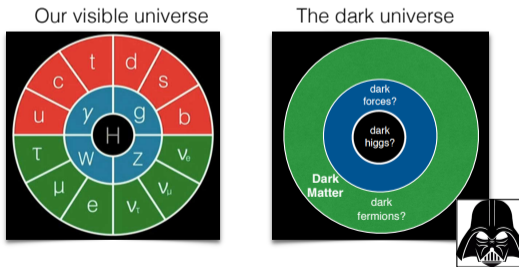 Our visible universe
The dark universe
t d
c s
u b
γ g
H
W Z
τ νe
μ νμ
e ντ
dark
forces?
dark
higgs?
Dark
Matter
dark
fermions?